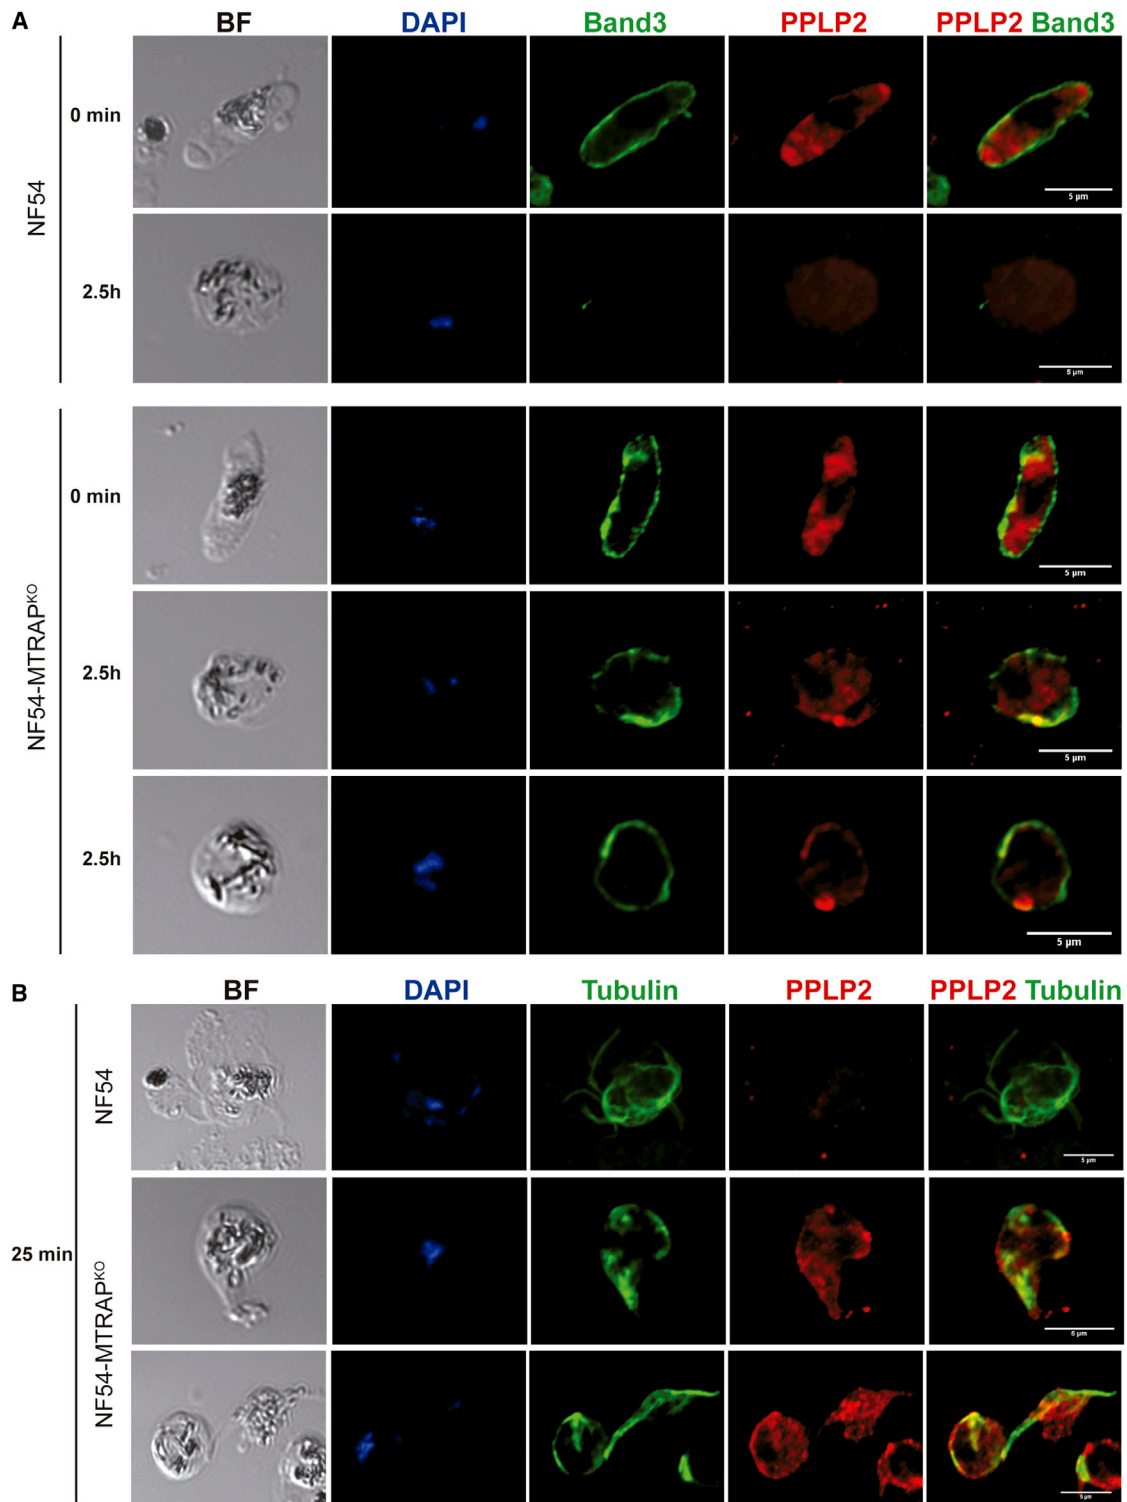 A
BF DAPI Band3 PPLP2 PPLP2 Band3
NF54
0 min
5 µm
2.5h
5 µm
NF54-MTRAPKO
0 min
5 µm
2.5h
5 µm
2.5h
5 µm
B
BF DAPI Tubulin PPLP2 PPLP2 Tubulin
25 min
NF54
5 µm
NF54-MTRAPKO
5 µm
5 µm